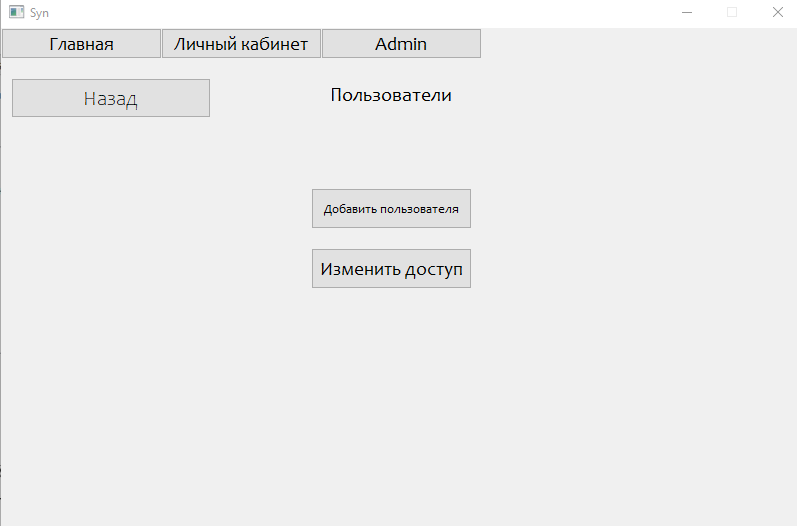 Syn
Главная Личный кабинет Admin
Назад Пользователи
Добавить пользователя
Изменить доступ